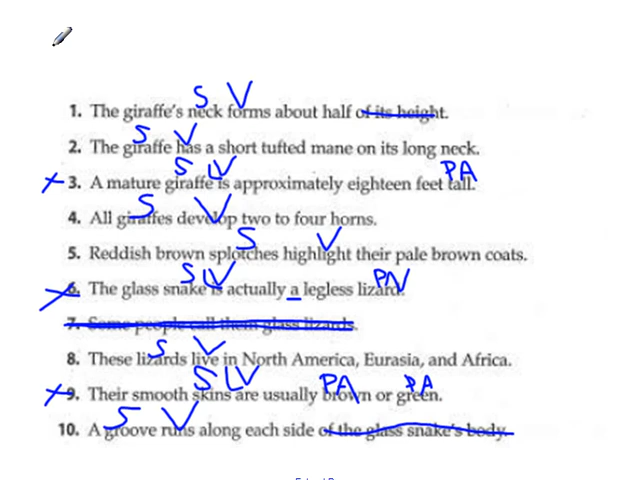 S V
1. The giraffe's neck forms about half of its height.
S V
2. The giraffe has a short tufted mane on its long neck.
S LV PA
3. A mature giraffe is approximately eighteen feet tall.
S V
4. All giraffes develop two to four horns.
S V
5. Reddish brown splotches highlight their pale brown coats.
S LV PN
6. The glass snake is actually a legless lizard.
7. Some people call them glass lizards.
S V
8. These lizards live in North America, Eurasia, and Africa.
S LV PA PA
9. Their smooth skins are usually brown or green.
S V
10. A groove runs along each side of the glass snake's body.